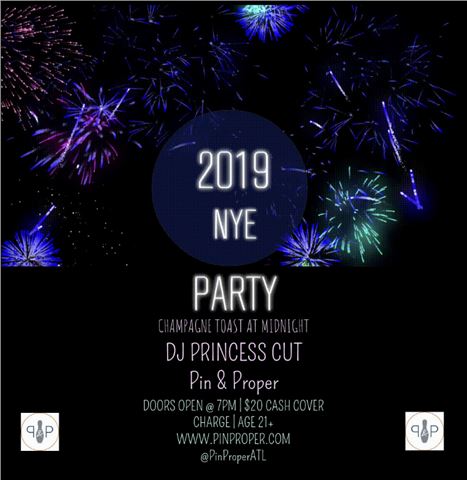 2019
NYE
PARTY
CHAMPAGNE TOAST AT MIDNIGHT
DJ PRINCESS CUT
Pin & Proper
DOORS OPEN @ 7PM | $20 CASH COVER
CHARGE | AGE 21+
WWW.PINPROPER.COM
@PinProperATL
P&P
P&P